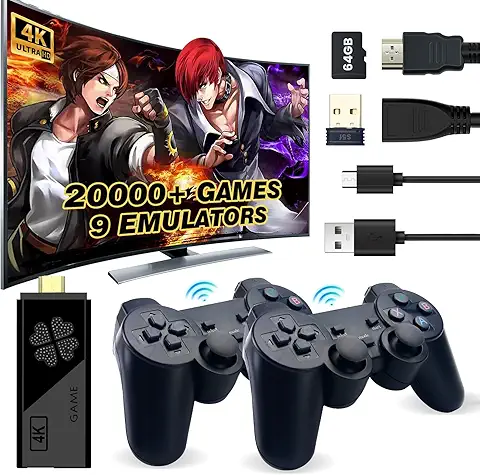 4K
ULTRA HD
20000+ GAMES
9 EMULATORS
64GB
GAME
4K